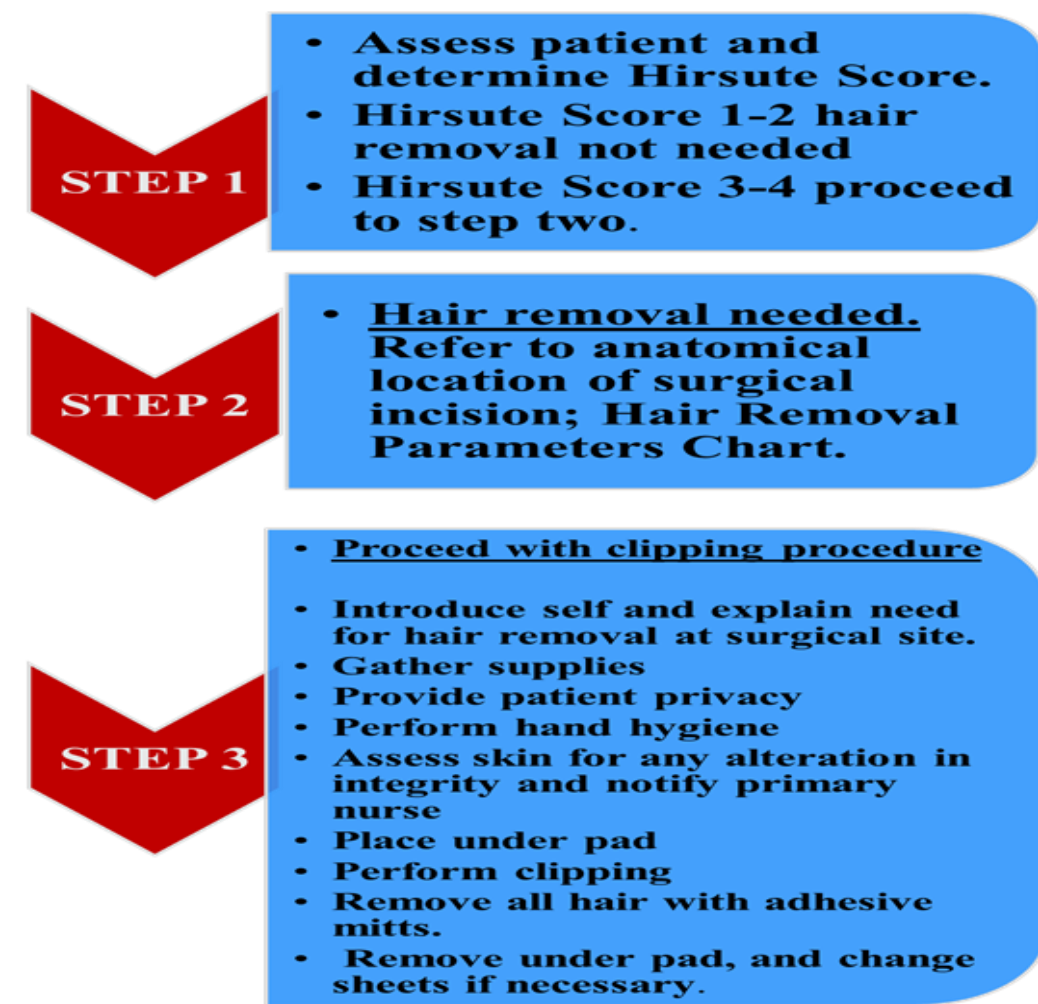 STEP 1
• Assess patient and
determine Hirsute Score.
• Hirsute Score 1-2 hair
removal not needed
• Hirsute Score 3-4 proceed
to step two.
STEP 2
• Hair removal needed.
Refer to anatomical
location of surgical
incision; Hair Removal
Parameters Chart.
STEP 3
• Proceed with clipping procedure
• Introduce self and explain need
for hair removal at surgical site.
• Gather supplies
• Provide patient privacy
• Perform hand hygiene
• Assess skin for any alteration in
integrity and notify primary
nurse
• Place under pad
• Perform clipping
• Remove all hair with adhesive
mitts.
• Remove under pad, and change
sheets if necessary.